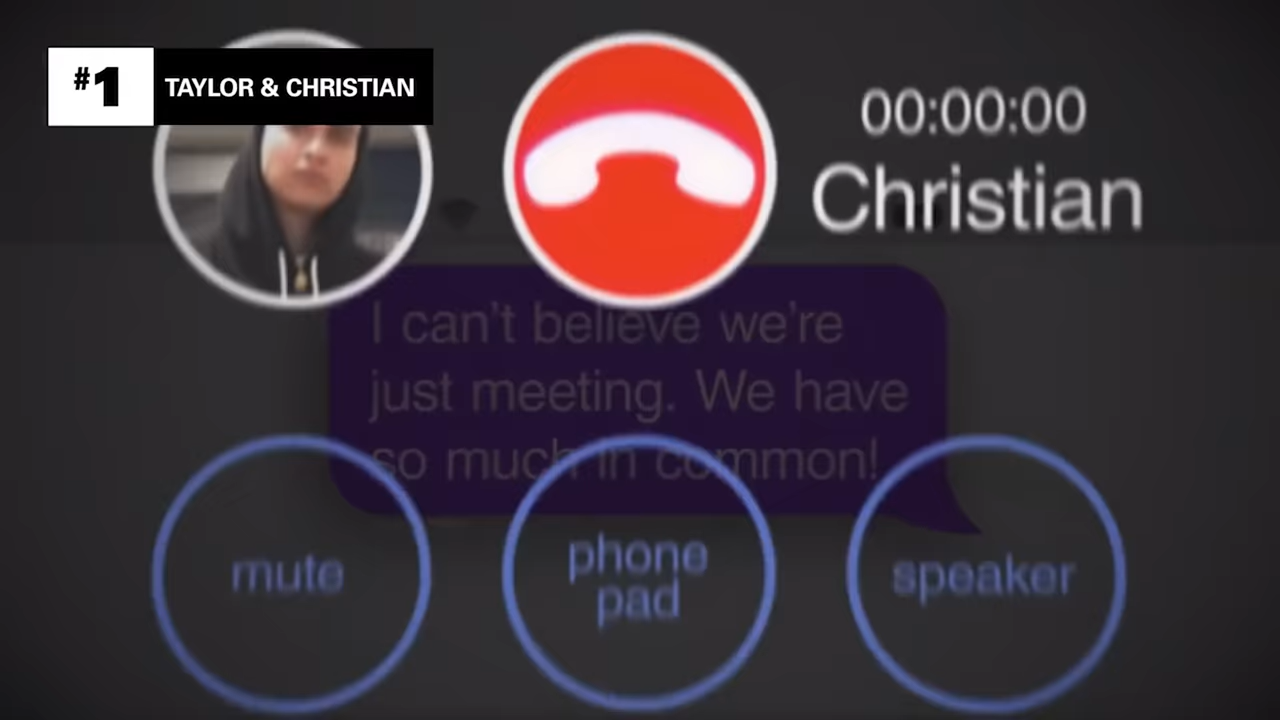 #1 TAYLOR & CHRISTIAN
00:00:00
Christian
I can't believe we're
just meeting. We have
so much in common!
mute
phone
pad
speaker